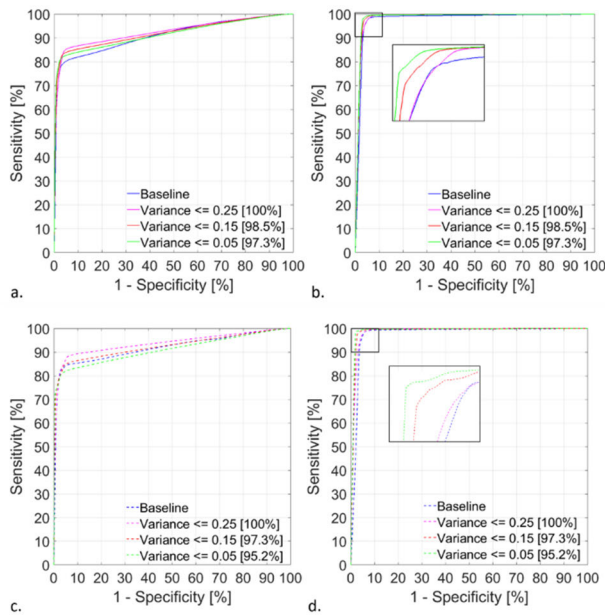 100
90
80
70
60
50
40
30
20
10
0
Sensitivity [%]
Baseline
Variance <= 0.25 [100%]
Variance <= 0.15 [98.5%]
Variance <= 0.05 [97.3%]
0 10 20 30 40 50 60 70 80 90 100
1 - Specificity [%]
a.
100
90
80
70
60
50
40
30
20
10
0
Sensitivity [%]
Baseline
Variance <= 0.25 [100%]
Variance <= 0.15 [98.5%]
Variance <= 0.05 [97.3%]
0 10 20 30 40 50 60 70 80 90 100
1 - Specificity [%]
b.
100
90
80
70
60
50
40
30
20
10
0
Sensitivity [%]
Baseline
Variance <= 0.25 [100%]
Variance <= 0.15 [97.3%]
Variance <= 0.05 [95.2%]
0 10 20 30 40 50 60 70 80 90 100
1 - Specificity [%]
c.
100
90
80
70
60
50
40
30
20
10
0
Sensitivity [%]
Baseline
Variance <= 0.25 [100%]
Variance <= 0.15 [97.3%]
Variance <= 0.05 [95.2%]
0 10 20 30 40 50 60 70 80 90 100
1 - Specificity [%]
d.